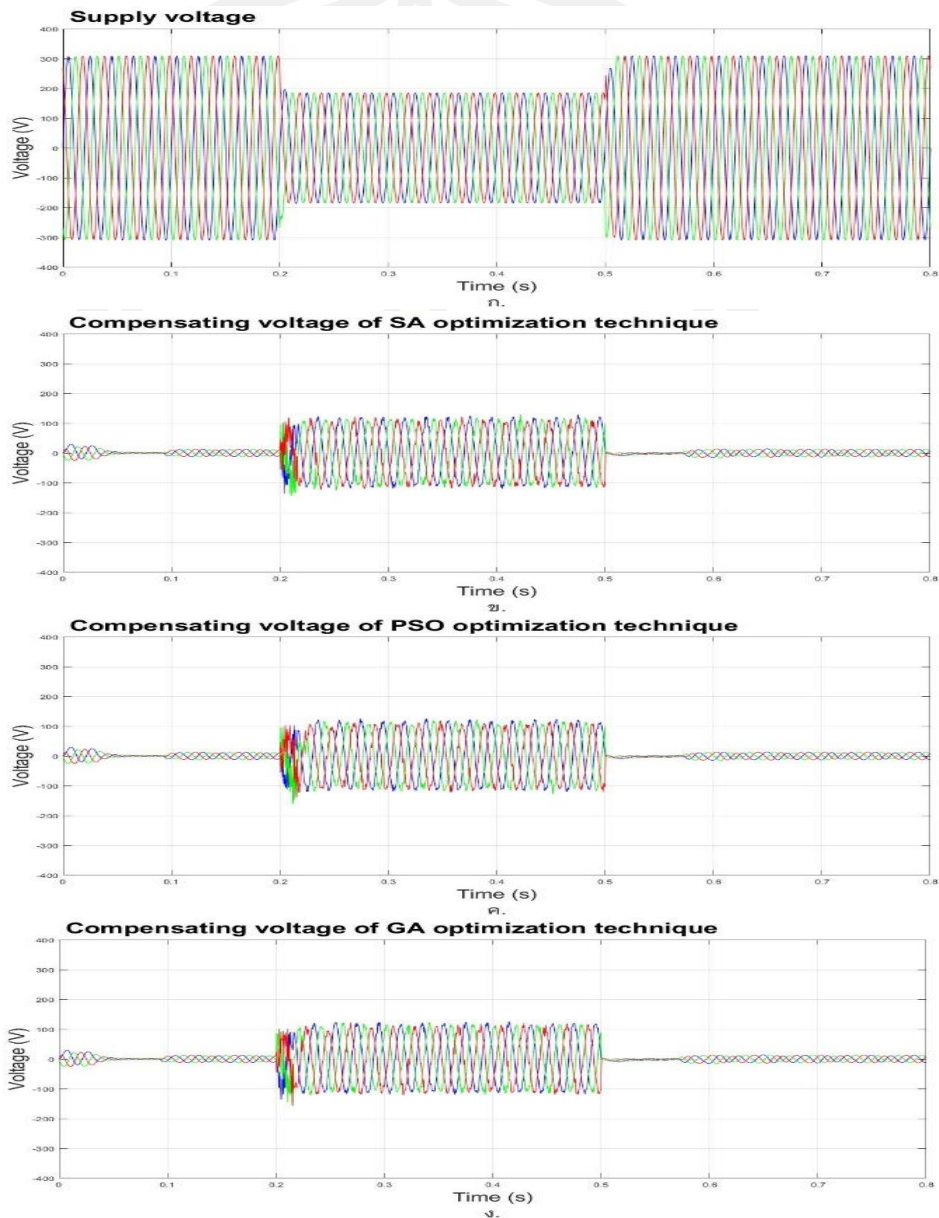 Supply voltage
400
300
200
100
0
-100
-200
-300
-400
Voltage (V)
0 0.1 0.2 0.3 0.4 0.5 0.6 0.7 0.8
Time (s)
ก.
Compensating voltage of SA optimization technique
400
300
200
100
0
-100
-200
-300
-400
Voltage (V)
0 0.1 0.2 0.3 0.4 0.5 0.6 0.7 0.8
Time (s)
ข.
Compensating voltage of PSO optimization technique
400
300
200
100
0
-100
-200
-300
-400
Voltage (V)
0 0.1 0.2 0.3 0.4 0.5 0.6 0.7 0.8
Time (s)
ค.
Compensating voltage of GA optimization technique
400
300
200
100
0
-100
-200
-300
-400
Voltage (V)
0 0.1 0.2 0.3 0.4 0.5 0.6 0.7 0.8
Time (s)
ง.